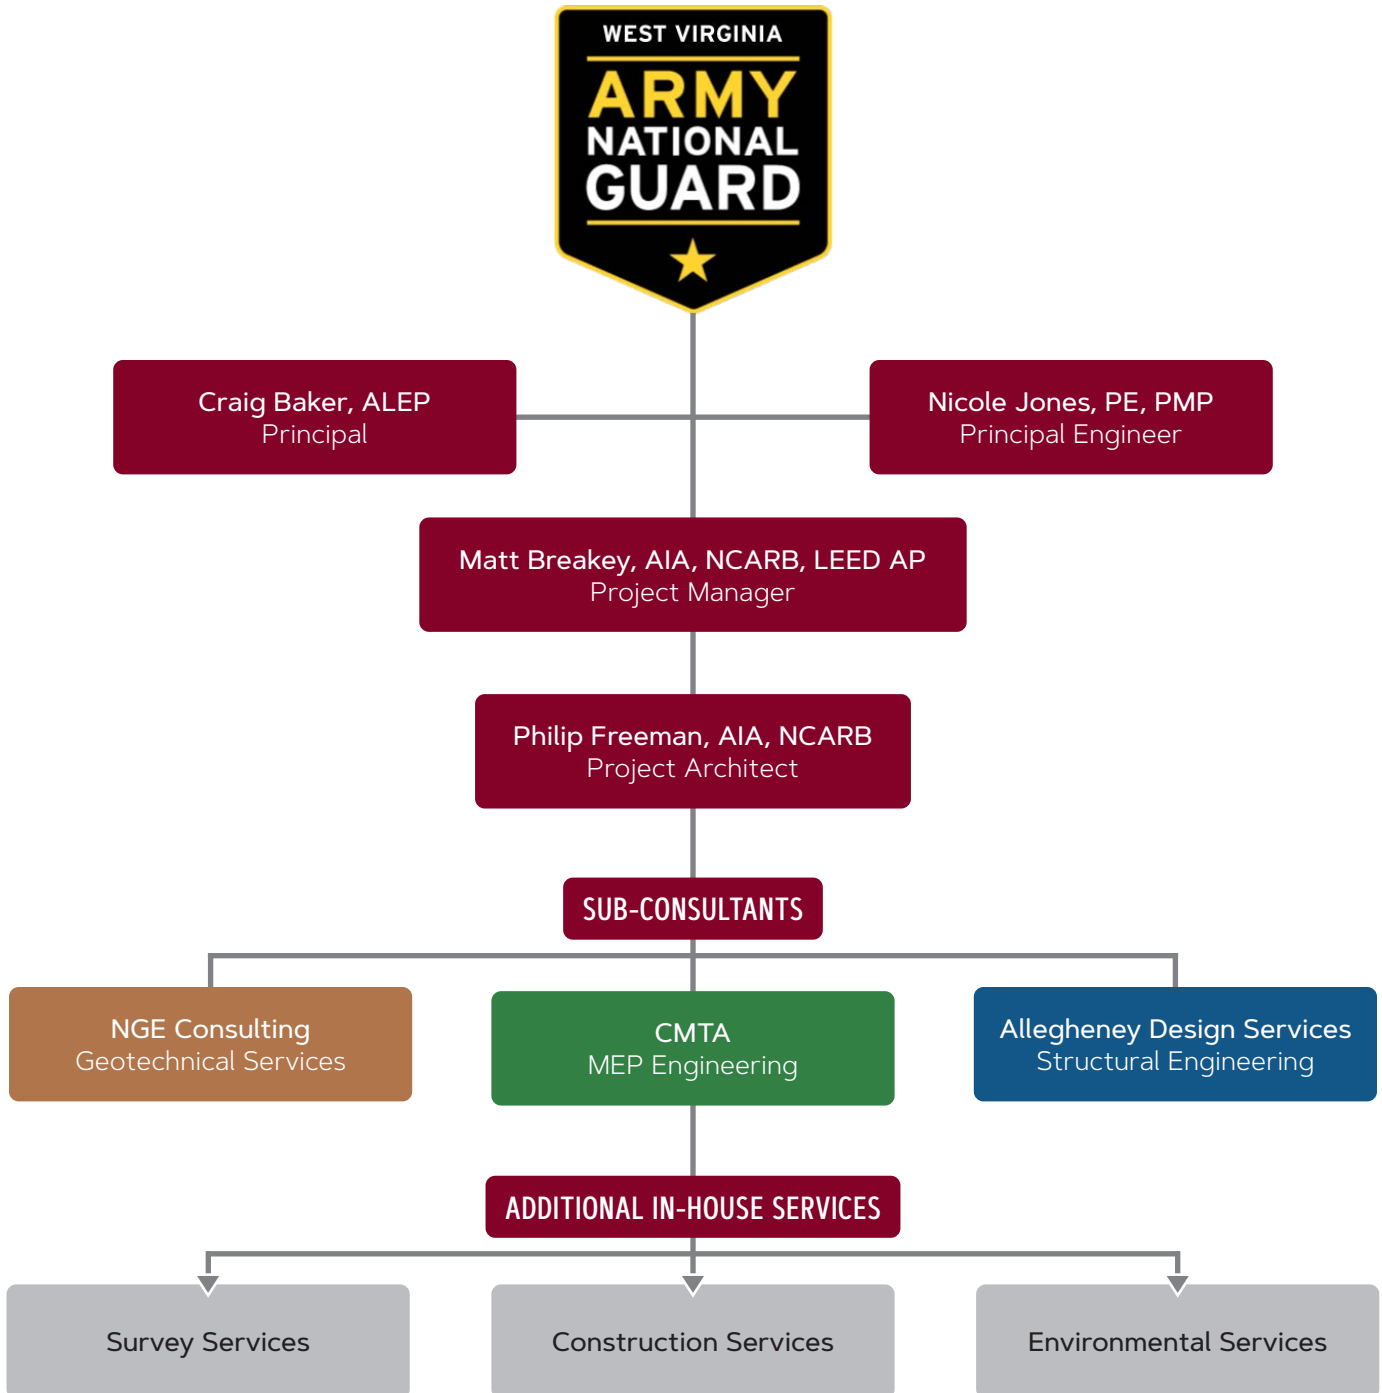 WEST VIRGINIA
ARMY
NATIONAL
GUARD
Craig Baker, ALEP
Principal
Nicole Jones, PE, PMP
Principal Engineer
Matt Breakey, AIA, NCARB, LEED AP
Project Manager
Philip Freeman, AIA, NCARB
Project Architect
SUB-CONSULTANTS
NGE Consulting
Geotechnical Services
CMTA
MEP Engineering
Allegheney Design Services
Structural Engineering
ADDITIONAL IN-HOUSE SERVICES
Survey Services
Construction Services
Environmental Services